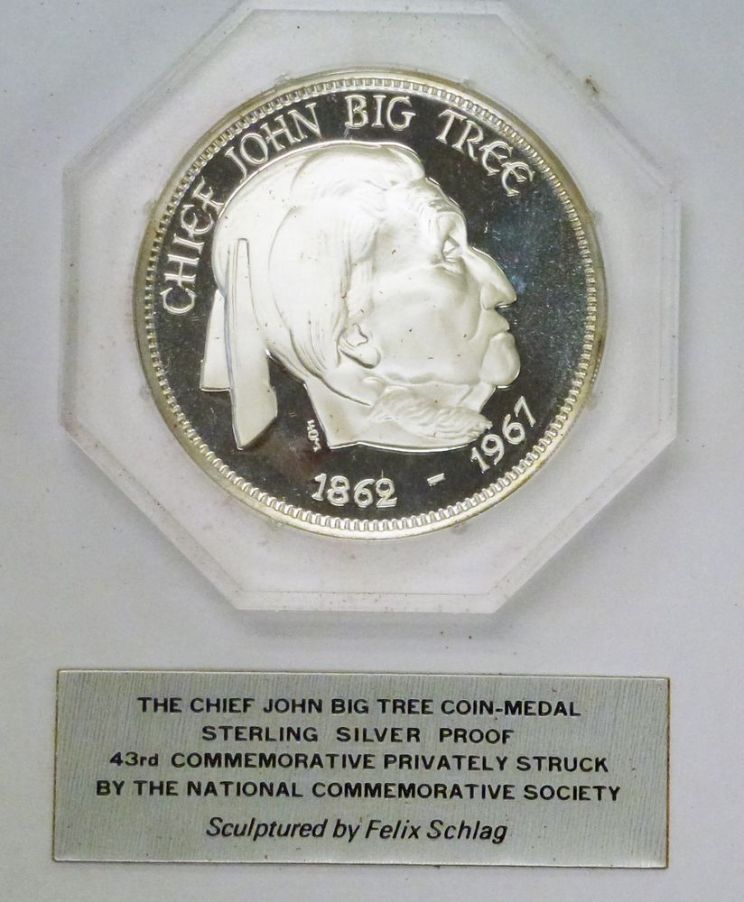 CHIEF JOHN BIG TREE
1862 - 1967
THE CHIEF JOHN BIG TREE COIN-MEDAL
STERLING SILVER PROOF
43rd COMMEMORATIVE PRIVATELY STRUCK
BY THE NATIONAL COMMEMORATIVE SOCIETY
Sculptured by Felix Schlag